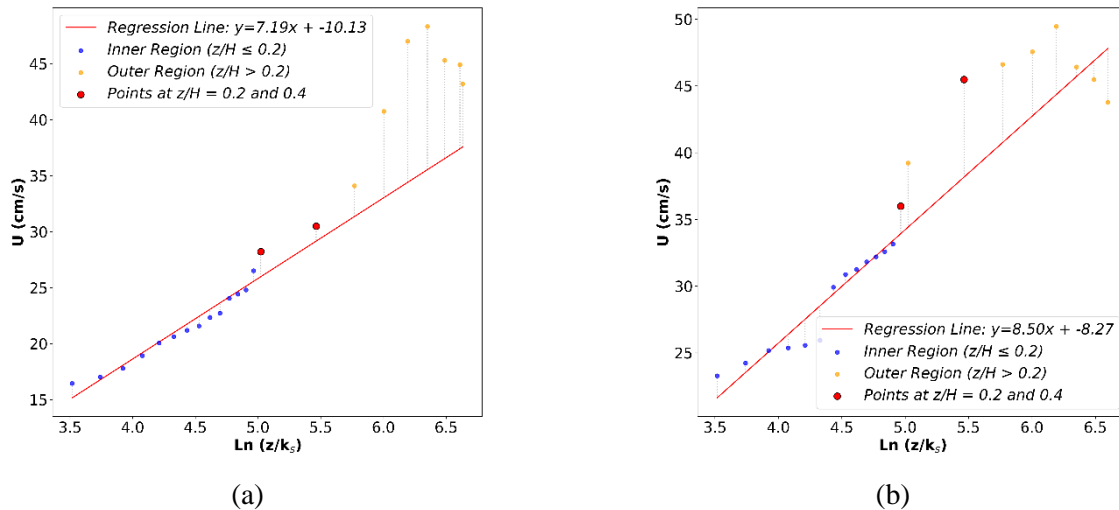 Regression Line: y=7.19x + -10.13
Inner Region (z/H ≤ 0.2)
Outer Region (z/H > 0.2)
Points at z/H = 0.2 and 0.4
45
40
35
30
25
20
15
U (cm/s)
3.5 4.0 4.5 5.0 5.5 6.0 6.5
Ln (z/kₛ)
(a)
50
45
40
35
30
25
U (cm/s)
Regression Line: y=8.50x + -8.27
Inner Region (z/H ≤ 0.2)
Outer Region (z/H > 0.2)
Points at z/H = 0.2 and 0.4
3.5 4.0 4.5 5.0 5.5 6.0 6.5
Ln (z/kₛ)
(b)